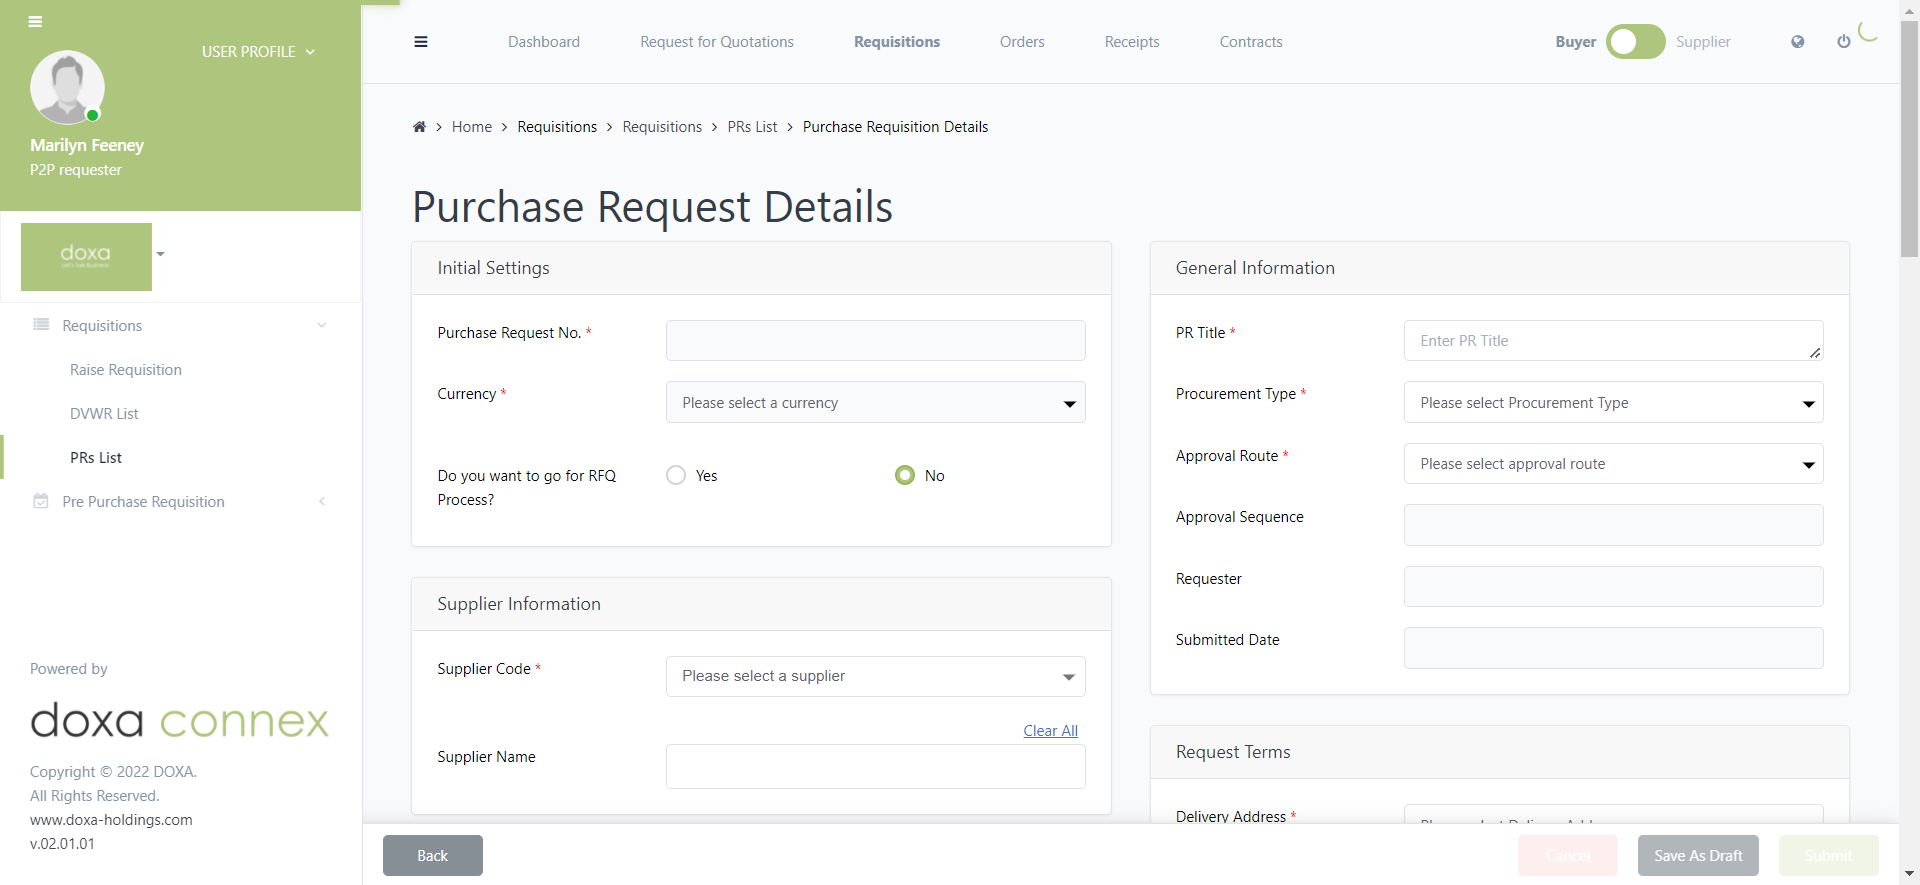 USER PROFILE
Marilyn Feeney
P2P requester
doxa
Let's Talk Business
Requisitions
Raise Requisition
DVWR List
PRs List
Pre Purchase Requisition
Powered by
doxa connex
Copyright © 2022 DOXA.
All Rights Reserved.
www.doxa-holdings.com
v.02.01.01
Dashboard
Request for Quotations
Requisitions
Orders
Receipts
Contracts
Buyer
Supplier
Home
Requisitions
Requisitions
PRs List
Purchase Requisition Details
Purchase Request Details
Initial Settings
Purchase Request No. *
Currency *
Please select a currency
Do you want to go for RFQ
Process?
Yes
No
Supplier Information
Supplier Code *
Please select a supplier
Clear All
Supplier Name
General Information
PR Title *
Enter PR Title
Procurement Type *
Please select Procurement Type
Approval Route *
Please select approval route
Approval Sequence
Requester
Submitted Date
Request Terms
Delivery Address *
Back
Cancel
Save As Draft
Submit